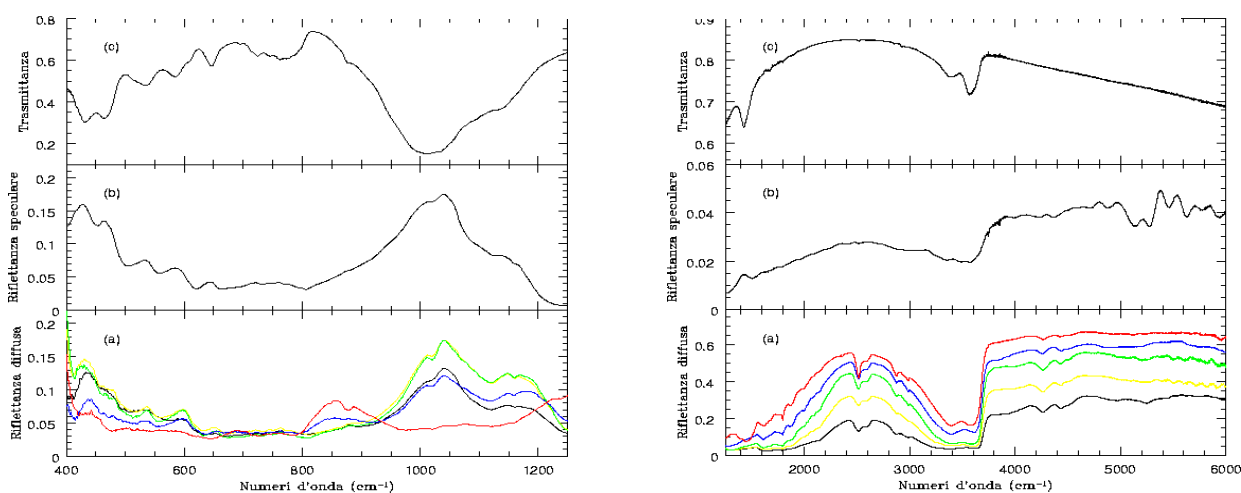 0.8
0.6
0.4
0.2
Trasmittanza
(c)
0.2
0.15
0.1
0.05
0
Riflettanza speculare
(b)
0.2
0.15
0.1
0.05
0
Riflettanza diffusa
(a)
400
600
800
1000
1200
Numeri d'onda (cm⁻¹)
0.9
0.8
0.7
0.6
Trasmittanza
(c)
0.06
0.04
0.02
0
Riflettanza speculare
(b)
0.6
0.4
0.2
0
Riflettanza diffusa
(a)
2000
3000
4000
5000
6000
Numeri d'onda (cm⁻¹)